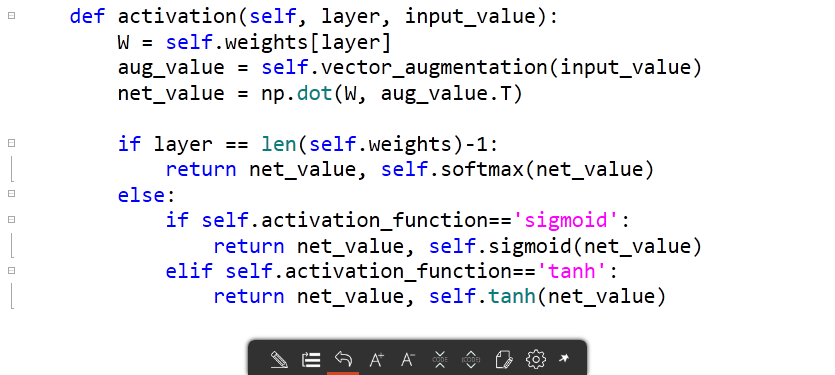 def activation(self, layer, input_value):
    W = self.weights[layer]
    aug_value = self.vector_augmentation(input_value)
    net_value = np.dot(W, aug_value.T)
    if layer == len(self.weights)-1:
        return net_value, self.softmax(net_value)
    else:
        if self.activation_function=='sigmoid':
            return net_value, self.sigmoid(net_value)
        elif self.activation_function=='tanh':
            return net_value, self.tanh(net_value)
A+ A- CODE {CODE}